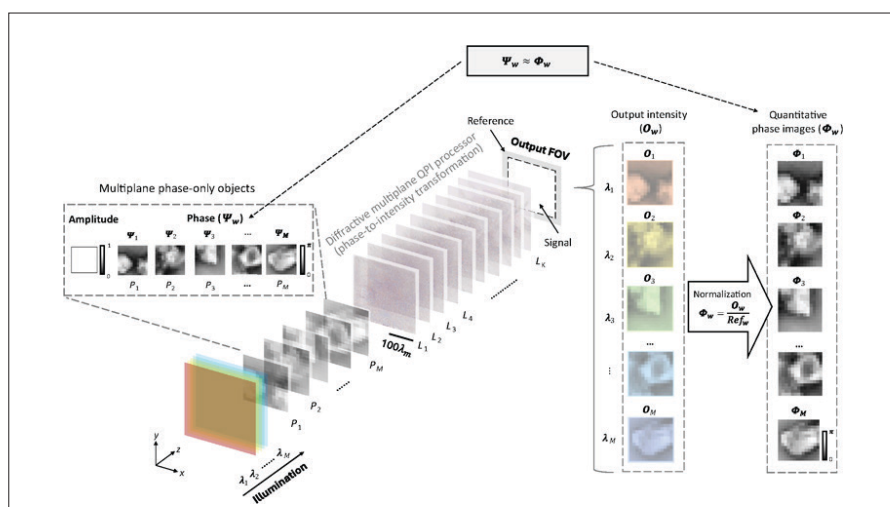 Ψw ≈ Φw
Reference
Output FOV
Signal
Diffractive multiplane QPI processor
(phase-to-intensity transformation)
Multiplane phase-only objects
Amplitude
Phase (Ψw)
1
0
Ψ1 Ψ2 Ψ3 ... ΨM
π
0
P1 P2 P3 ... PM
P1 P2 ...... PM
100λm
L1 L2 L3 L4 ...... LK
y
z
x
λ1 λ2 ...... λM
Illumination
Output intensity
(Ow)
λ1
O1
λ2
O2
λ3
O3
⋮
...
λM
OM
Normalization
Φw = Ow / Refw
Quantitative
phase images (Φw)
Φ1
Φ2
Φ3
...
ΦM
π
0